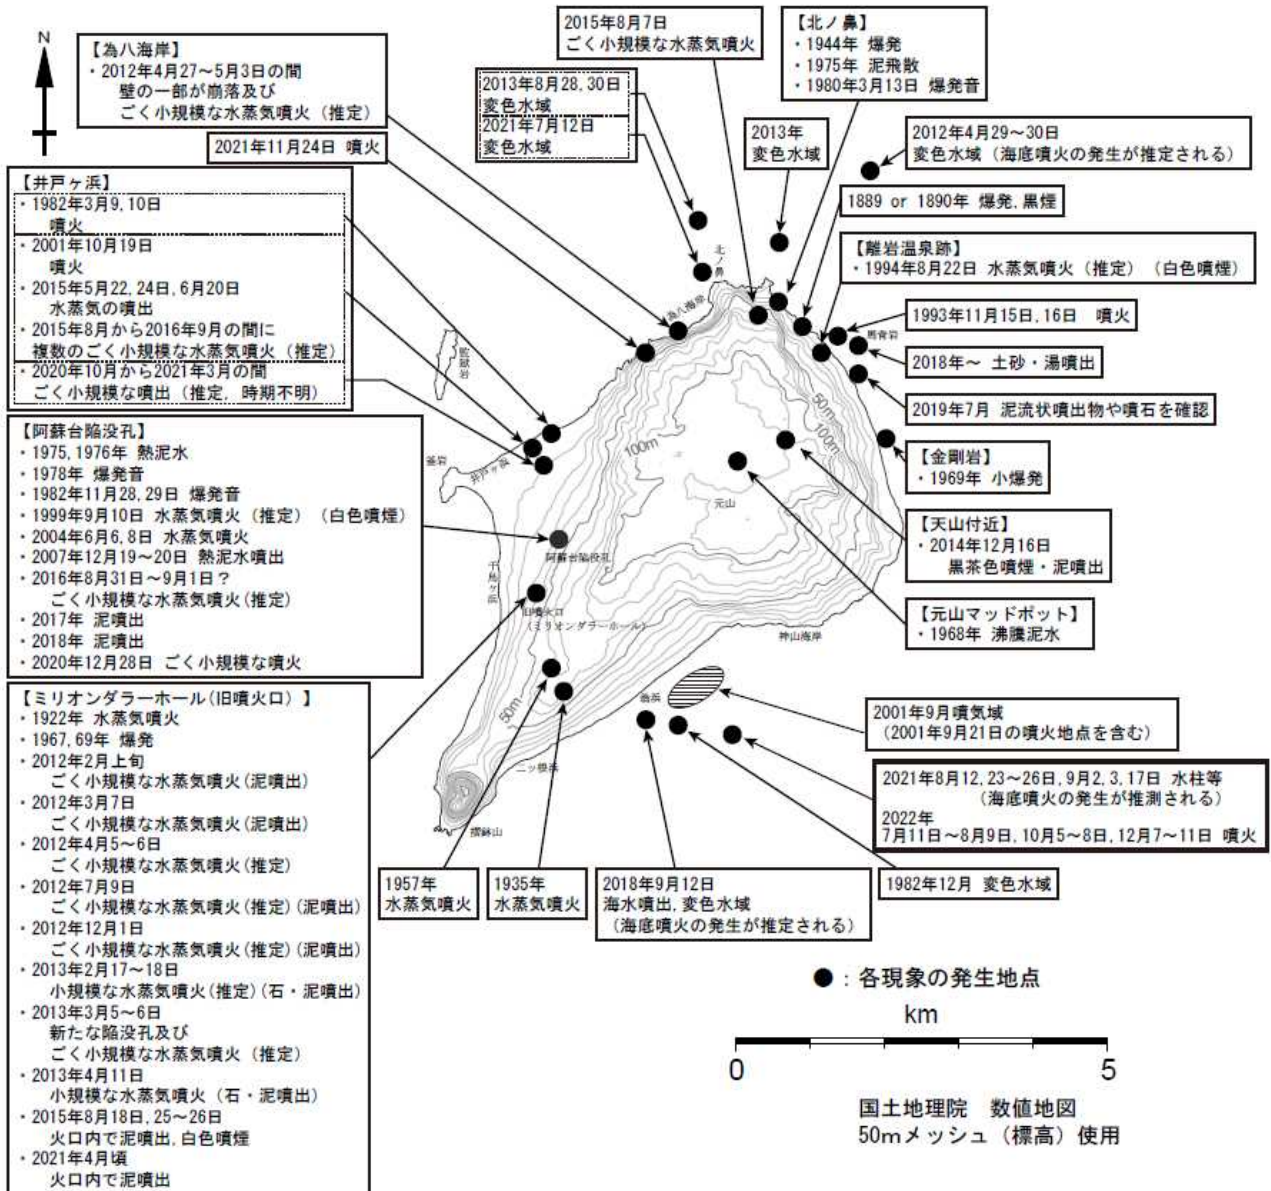 N
【為八海岸】
・2012年4月27～5月3日の間
壁の一部が崩落及び
ごく小規模な水蒸気噴火（推定）
2021年11月24日 噴火
2015年8月7日
ごく小規模な水蒸気噴火
【北ノ鼻】
・1944年 爆発
・1975年 泥飛散
・1980年3月13日 爆発音
2013年8月28,30日
変色水域
2021年7月12日
変色水域
2013年
変色水域
2012年4月29～30日
変色水域（海底噴火の発生が推定される）
1889 or 1890年 爆発,黒煙
【離岩温泉跡】
・1994年8月22日 水蒸気噴火（推定）（白色噴煙）
1993年11月15日,16日 噴火
2018年～ 土砂・湯噴出
2019年7月 泥流状噴出物や噴石を確認
【金剛岩】
・1969年 小爆発
【天山付近】
・2014年12月16日
黒茶色噴煙・泥噴出
【元山マッドポット】
・1968年 沸騰泥水
【井戸ヶ浜】
・1982年3月9,10日
噴火
・2001年10月19日
噴火
・2015年5月22,24日,6月20日
水蒸気の噴出
・2015年8月から2016年9月の間に
複数のごく小規模な水蒸気噴火（推定）
・2020年10月から2021年3月の間
ごく小規模な噴出（推定, 時期不明）
【阿蘇台陥没孔】
・1975,1976年 熱泥水
・1978年 爆発音
・1982年11月28,29日 爆発音
・1999年9月10日 水蒸気噴火（推定）（白色噴煙）
・2004年6月6,8日 水蒸気噴火
・2007年12月19～20日 熱泥水噴出
・2016年8月31日～9月1日？
ごく小規模な水蒸気噴火(推定)
・2017年 泥噴出
・2018年 泥噴出
・2020年12月28日 ごく小規模な噴火
【ミリオンダラーホール(旧噴火口)】
・1922年 水蒸気噴火
・1967,69年 爆発
・2012年2月上旬
ごく小規模な水蒸気噴火(泥噴出)
・2012年3月7日
ごく小規模な水蒸気噴火(泥噴出)
・2012年4月5～6日
ごく小規模な水蒸気噴火(推定)
・2012年7月9日
ごく小規模な水蒸気噴火(推定)(泥噴出)
・2012年12月1日
ごく小規模な水蒸気噴火(推定)(泥噴出)
・2013年2月17～18日
小規模な水蒸気噴火(推定)(石・泥噴出)
・2013年3月5～6日
新たな陥没孔及び
ごく小規模な水蒸気噴火（推定）
・2013年4月11日
小規模な水蒸気噴火（石・泥噴出）
・2015年8月18日,25～26日
火口内で泥噴出,白色噴煙
・2021年4月頃
火口内で泥噴出
北ノ鼻
為八海岸
監獄岩
釜岩
井戸ヶ浜
馬背岩
50m
100m
100m
元山
阿蘇台陥没孔
千鳥ヶ浜
旧噴火口
(ミリオンダラーホール)
神山海岸
翁浜
50m
二ッ根浜
摺鉢山
2001年9月噴気域
（2001年9月21日の噴火地点を含む）
2021年8月12,23～26日,9月2,3,17日 水柱等
（海底噴火の発生が推測される）
2022年
7月11日～8月9日,10月5～8日,12月7～11日 噴火
1957年
水蒸気噴火
1935年
水蒸気噴火
2018年9月12日
海水噴出,変色水域
（海底噴火の発生が推定される）
1982年12月 変色水域
●：各現象の発生地点
km
0
5
国土地理院 数値地図
50mメッシュ（標高）使用